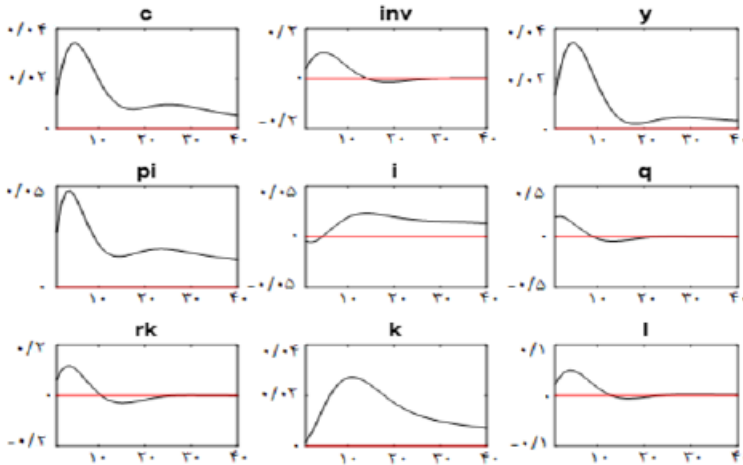 c inv y
۰/۰۴ ۰/۲ ۰/۰۴
۰/۰۲ ۰ ۰/۰۲
۰ -۰/۲ ۰
۱۰ ۲۰ ۳۰ ۴۰ ۱۰ ۲۰ ۳۰ ۴۰ ۱۰ ۲۰ ۳۰ ۴۰
pi i q
۰/۰۵ ۰/۰۵ ۰/۵
۰ ۰
۰ -۰/۰۵ -۰/۵
۱۰ ۲۰ ۳۰ ۴۰ ۱۰ ۲۰ ۳۰ ۴۰ ۱۰ ۲۰ ۳۰ ۴۰
rk k l
۰/۲ ۰/۰۴ ۰/۱
۰ ۰/۰۲ ۰
-۰/۲ ۰ -۰/۱
۱۰ ۲۰ ۳۰ ۴۰ ۱۰ ۲۰ ۳۰ ۴۰ ۱۰ ۲۰ ۳۰ ۴۰